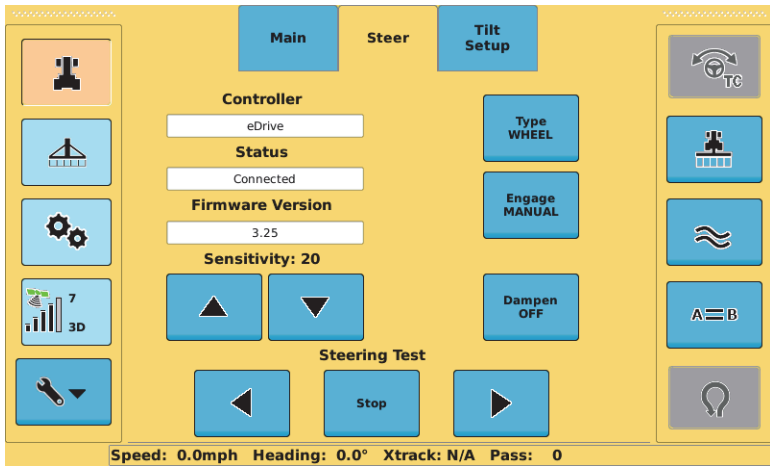 Main
Steer
Tilt
Setup
Controller
eDrive
Status
Connected
Firmware Version
3.25
Sensitivity: 20
Type
WHEEL
Engage
MANUAL
Dampen
OFF
Steering Test
Stop
7
3D
TC
A B
Speed: 0.0mph Heading: 0.0° Xtrack: N/A Pass: 0